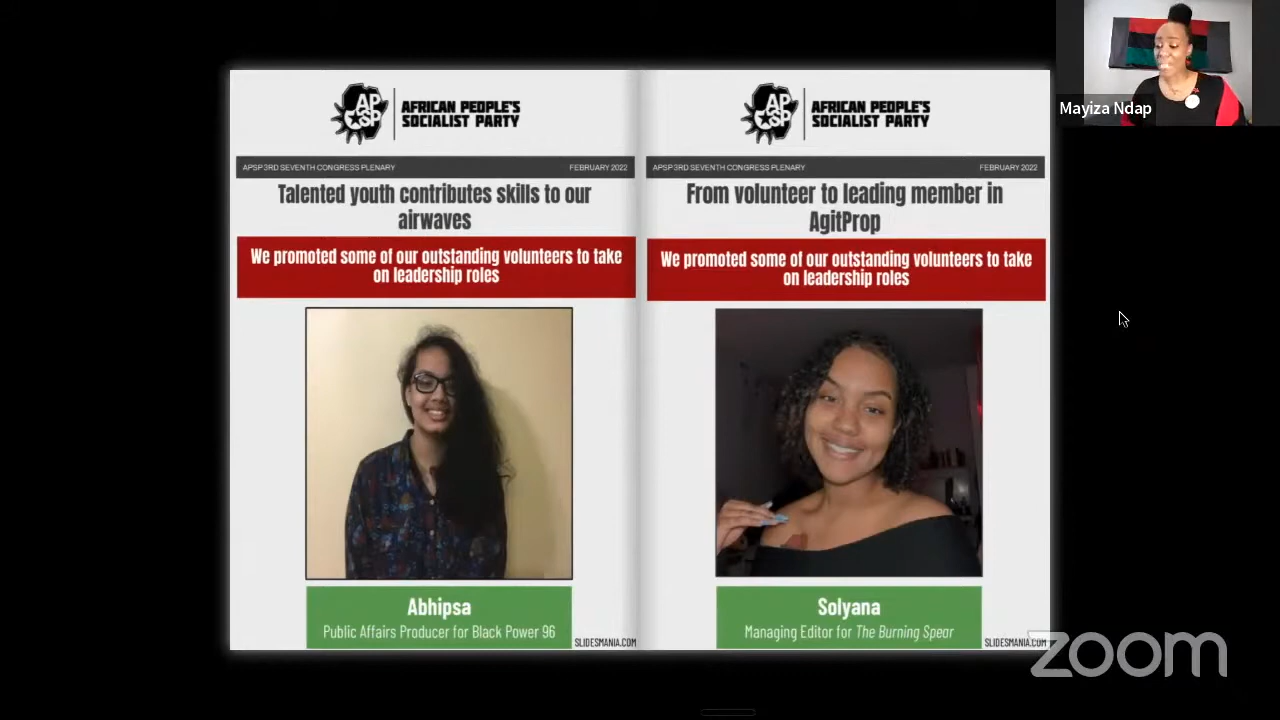 AP
SP
AFRICAN PEOPLE'S
SOCIALIST PARTY
APSP 3RD SEVENTH CONGRESS PLENARY
FEBRUARY 2022
Talented youth contributes skills to our
airwaves
We promoted some of our outstanding volunteers to take
on leadership roles
Abhipsa
Public Affairs Producer for Black Power 96
SLIDESMANIA.COM
AP
SP
AFRICAN PEOPLE'S
SOCIALIST PARTY
APSP 3RD SEVENTH CONGRESS PLENARY
FEBRUARY 2022
From volunteer to leading member in
AgitProp
We promoted some of our outstanding volunteers to take
on leadership roles
Solyana
Managing Editor for The Burning Spear
SLIDESMANIA.COM
Mayiza Ndap
zoom